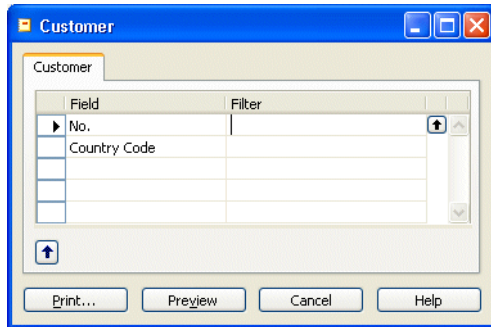 Customer
Customer
Field Filter
No.
Country Code
Print... Preview Cancel Help